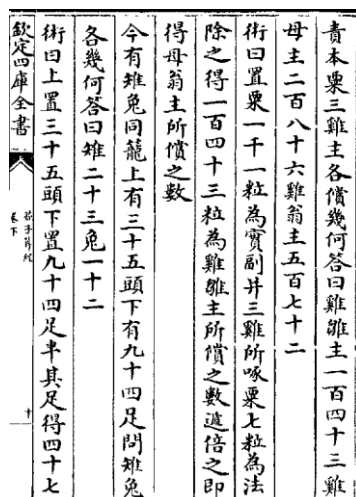 責本粟三雞主各償幾何答曰雞雛主一百四十三雞
母主二百八十六雞翁主五百七十二
術曰置粟一千一粒為實副并三雞所啄粟七粒為法
除之得一百四十三粒為雞雛主所償之數遞倍之即
得母翁主所償之數
今有雉兔同籠上有三十五頭下有九十四足問雉兔
各幾何答曰雉二十三兔一十二
術曰上置三十五頭下置九十四足半其足得四十七
欽定四庫全書
孫子算經
卷下
十